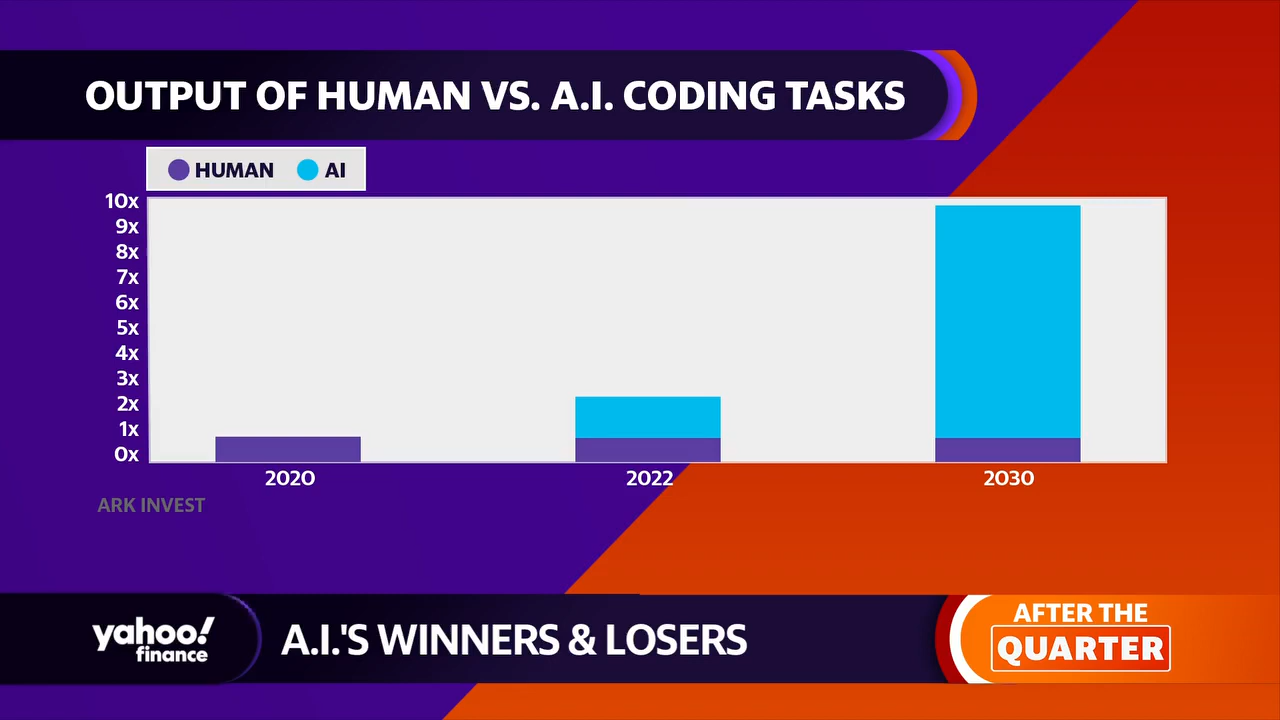 OUTPUT OF HUMAN VS. A.I. CODING TASKS
HUMAN AI
10x
9x
8x
7x
6x
5x
4x
3x
2x
1x
0x
2020 2022 2030
ARK INVEST
yahoo!
finance
A.I.'S WINNERS & LOSERS
AFTER THE
QUARTER